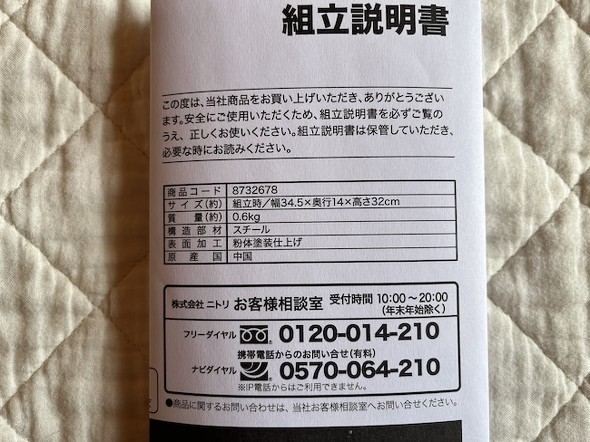 組立説明書
この度は、当社商品をお買い上げいただき、ありがとうござい
ます。安全にご使用いただくため、組立説明書を必ずご覧の
うえ、正しくお使いください。組立説明書は保管していただき、
必要な時にお読みください。
商品コード 8732678
サイズ(約) 組立時/幅34.5×奥行14×高さ32cm
質量(約) 0.6kg
構造部材 スチール
表面加工 粉体塗装仕上げ
原産国 中国
株式会社 ニトリ お客様相談室 受付時間 10:00～20:00
(年末年始除く)
フリーダイヤル 0120-014-210
携帯電話からのお問い合せ(有料)
ナビダイヤル 0570-064-210
※IP電話からはご利用できません。
●商品に関するお問い合わせは、当社お客様相談室へお問い合せください。